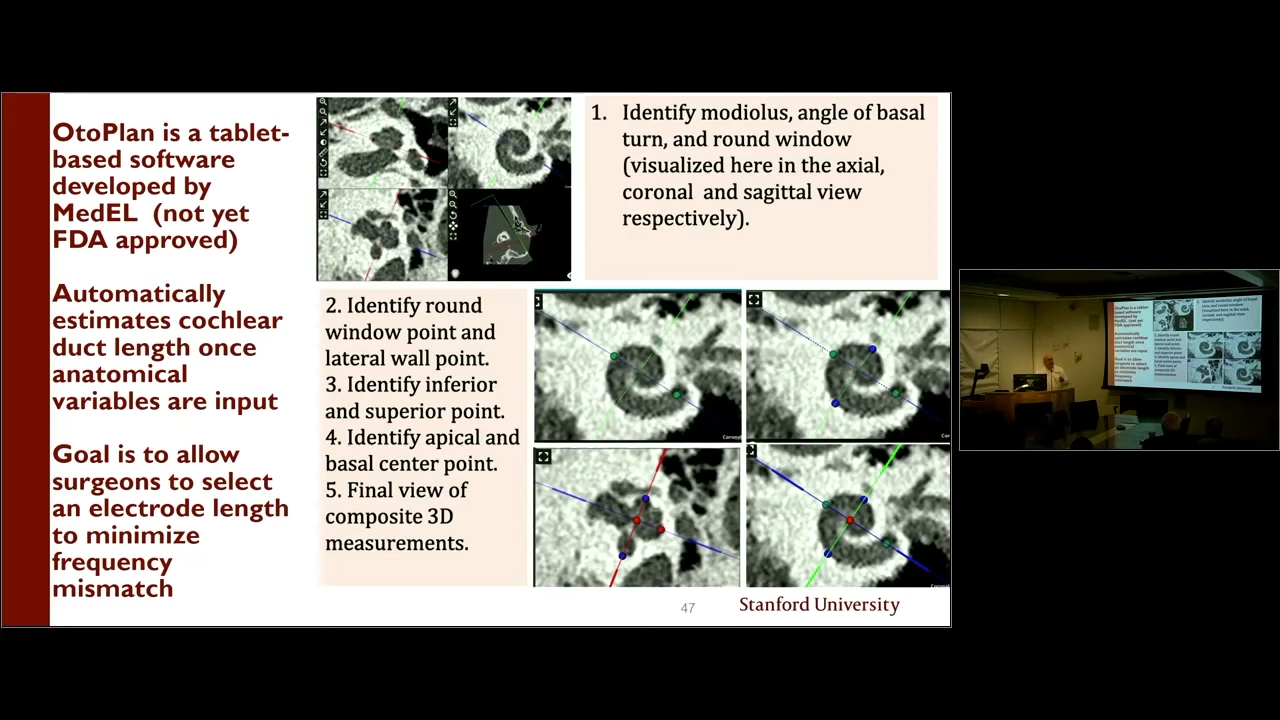 OtoPlan is a tablet-
based software
developed by
MedEL (not yet
FDA approved)
Automatically
estimates cochlear
duct length once
anatomical
variables are input
Goal is to allow
surgeons to select
an electrode length
to minimize
frequency
mismatch
1. Identify modiolus, angle of basal
turn, and round window
(visualized here in the axial,
coronal and sagittal view
respectively).
2. Identify round
window point and
lateral wall point.
3. Identify inferior
and superior point.
4. Identify apical and
basal center point.
5. Final view of
composite 3D
measurements.
47
Stanford University